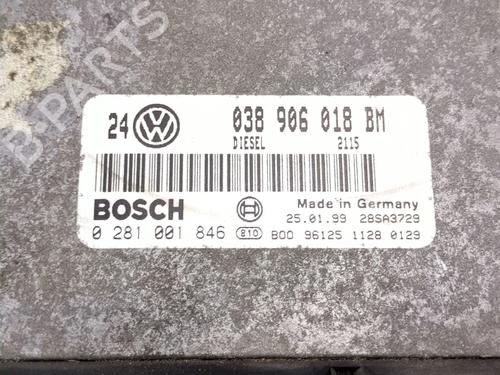 B-PARTS
24 VW 038 906 018 BM
DIESEL 2115
BOSCH Made in Germany
25.01.99 28SA3729
0 281 001 846 810 B00 96125 1128 0129